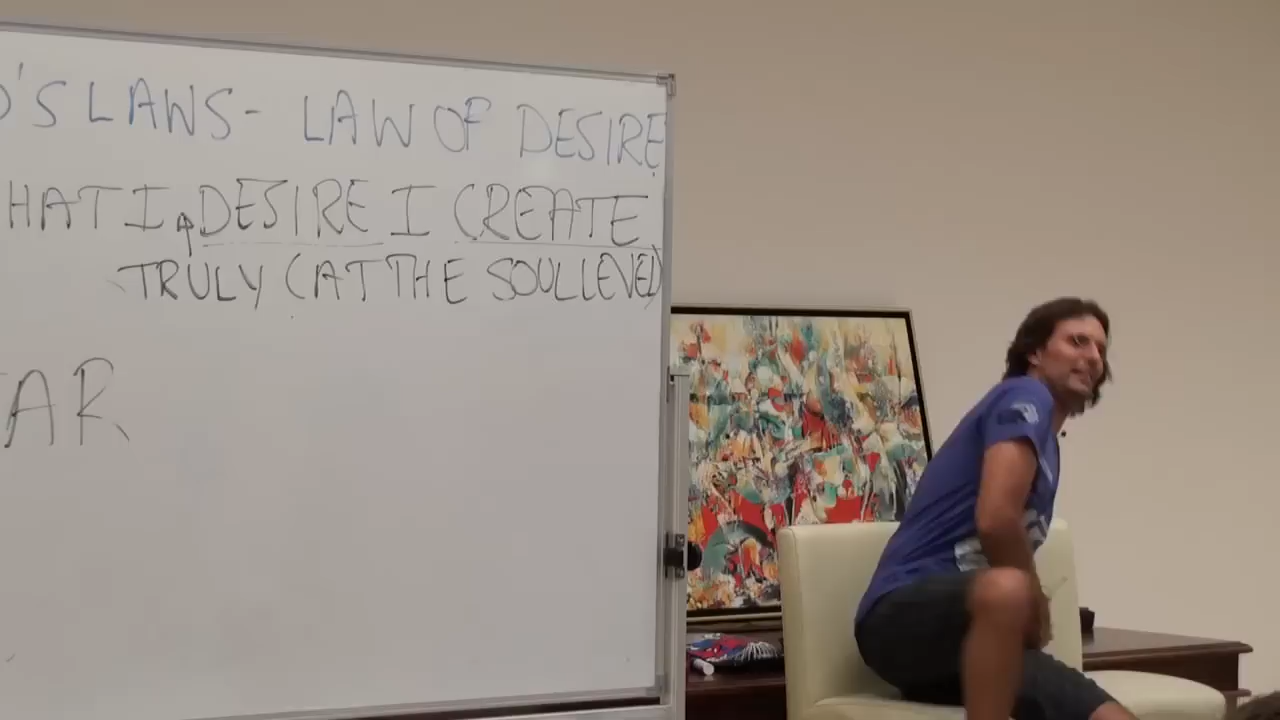 'S LAWS - LAW OF DESIRE
HAT I DESIRE I CREATE
TRULY (AT THE SOUL LEVEL)
AR